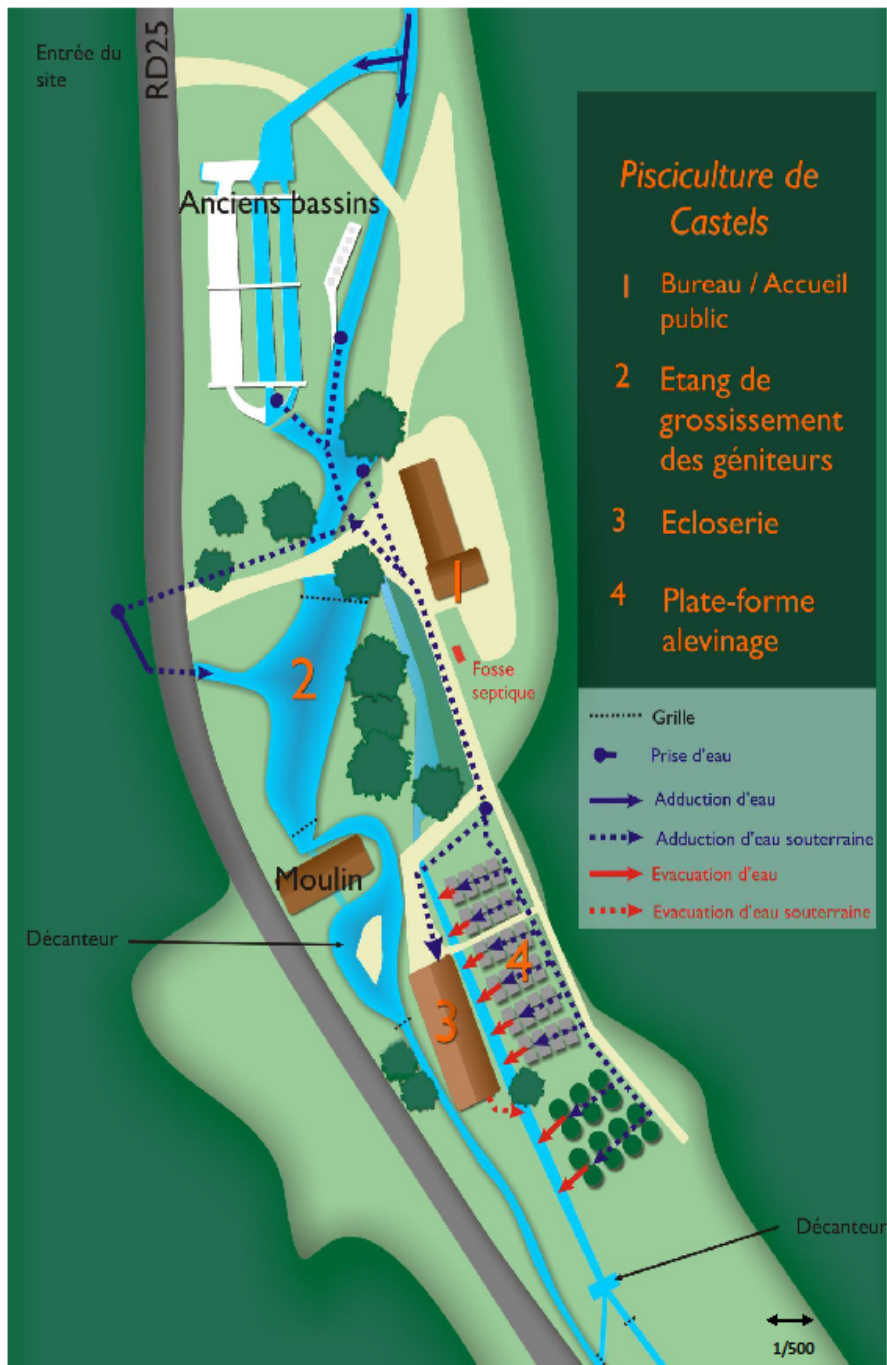 Entrée du
site
RD25
Anciens bassins
Pisciculture de
Castels
1 Bureau / Accueil
public
2 Etang de
grossissement
des géniteurs
3 Ecloserie
4 Plate-forme
alevinage
Grille
Prise d'eau
Adduction d'eau
Adduction d'eau souterraine
Evacuation d'eau
Evacuation d'eau souterraine
1
2
Fosse
septique
Moulin
Décanteur
4
3
Décanteur
1/500